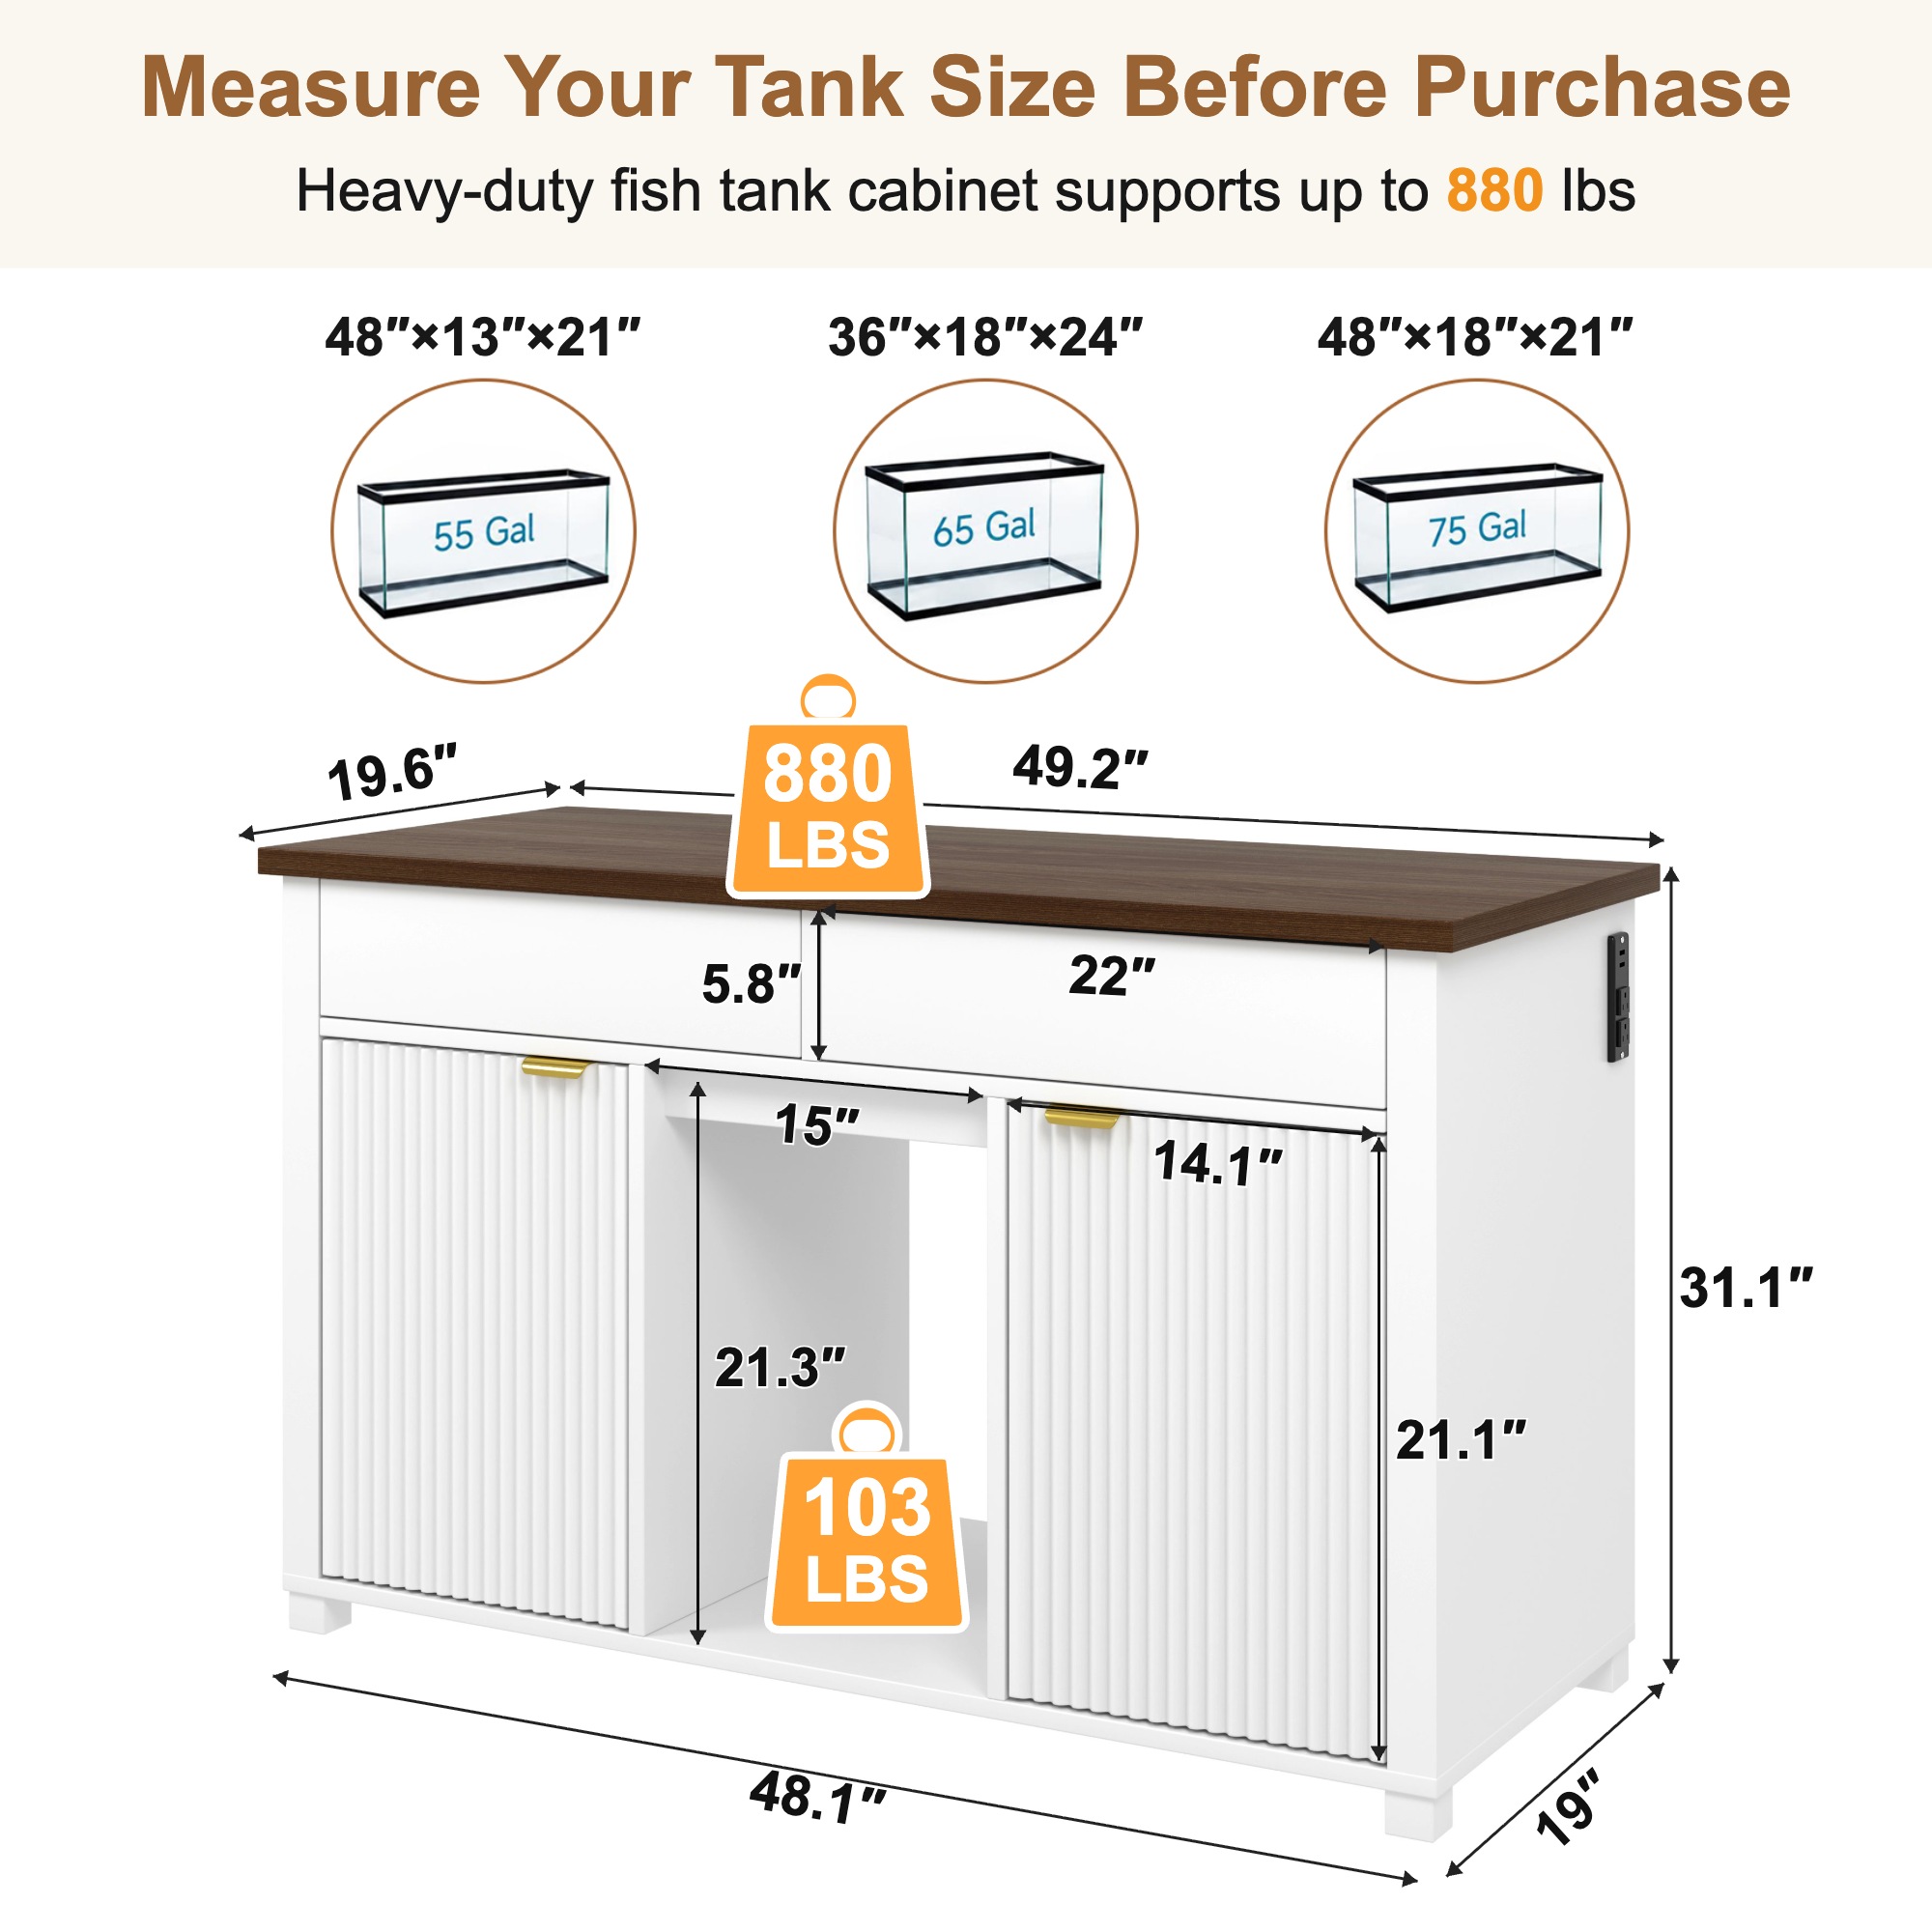 Measure Your Tank Size Before Purchase
Heavy-duty fish tank cabinet supports up to 880 lbs
48"×13"×21"
36"×18"×24"
48"×18"×21"
55 Gal
65 Gal
75 Gal
19.6"
880
LBS
49.2"
5.8"
22"
15"
14.1"
31.1"
21.3"
21.1"
103
LBS
48.1"
19"